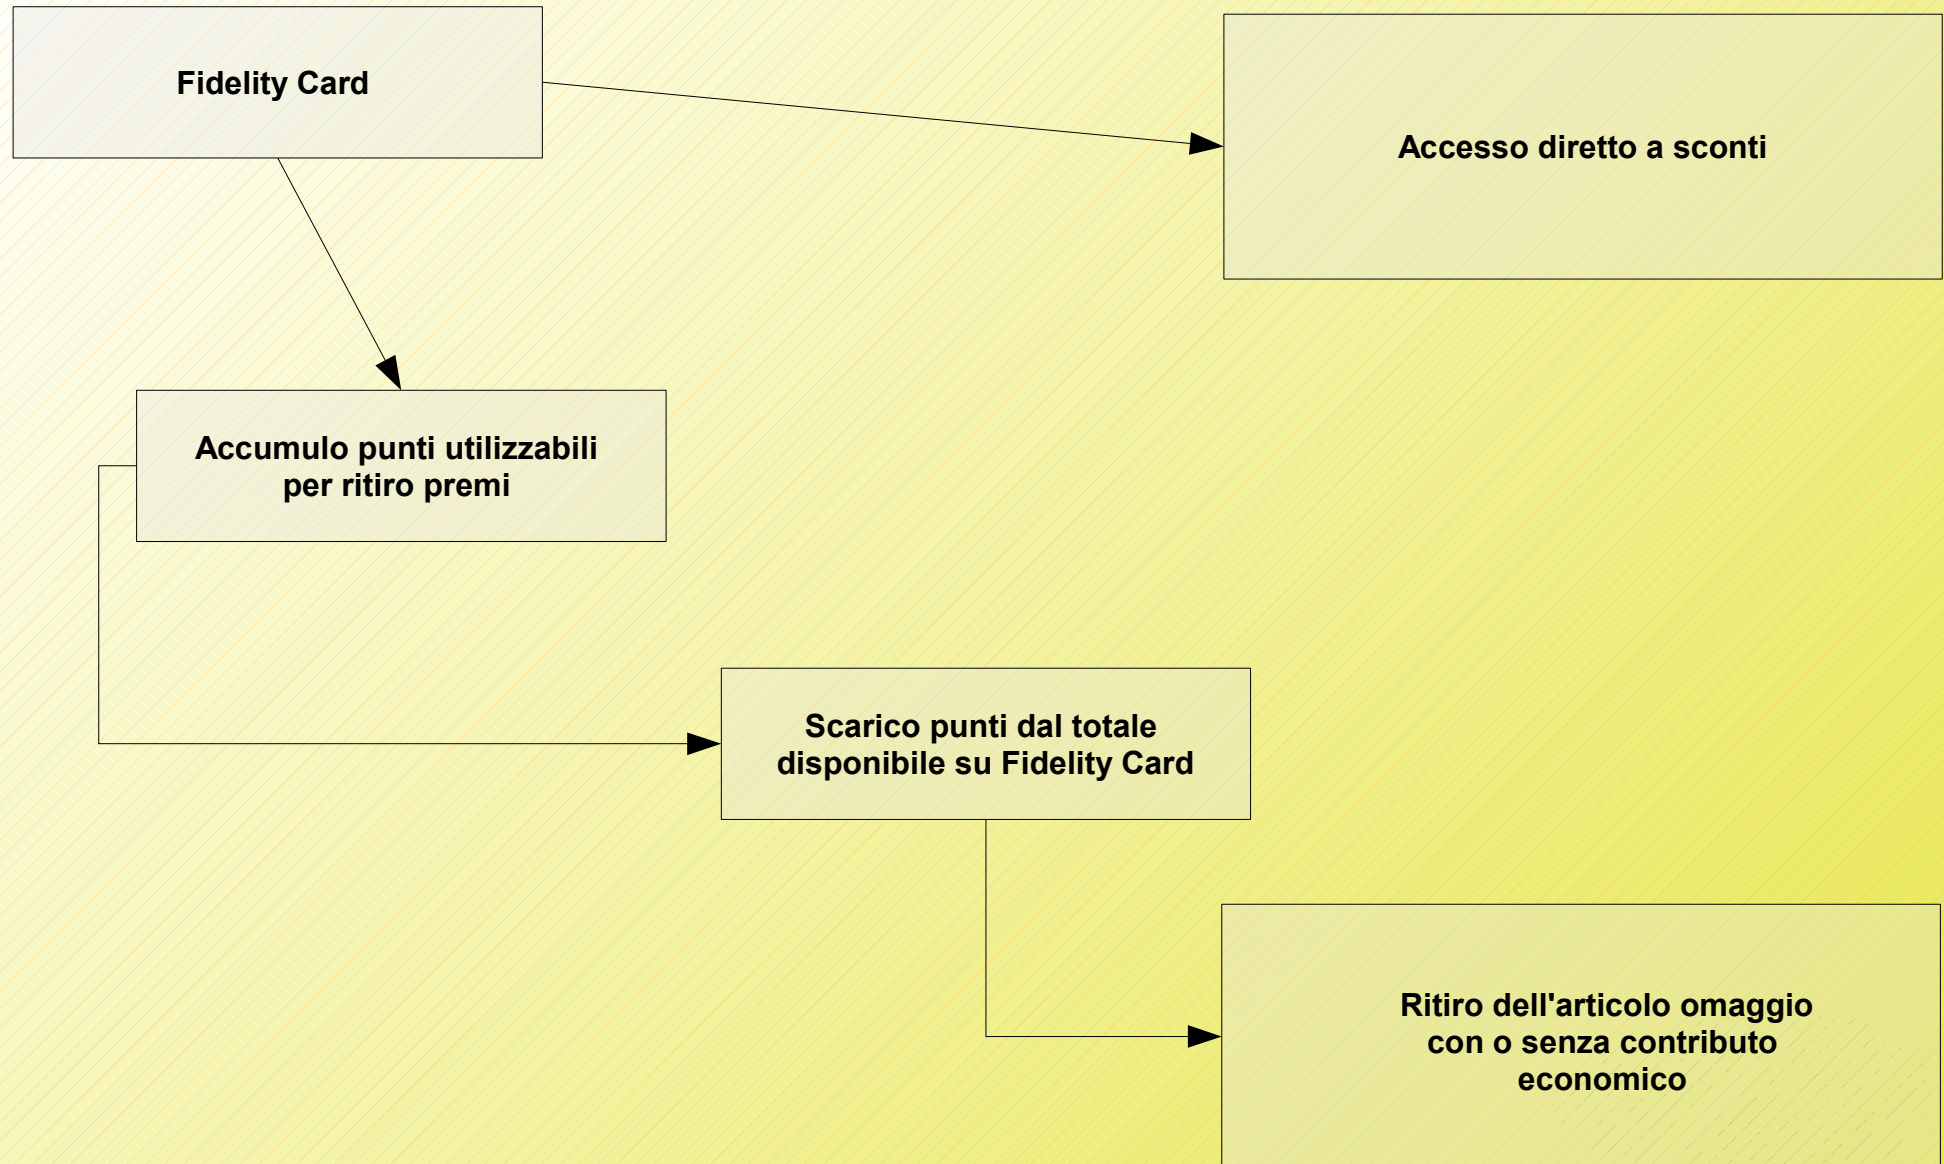 Fidelity Card
Accesso diretto a sconti
Accumulo punti utilizzabili
per ritiro premi
Scarico punti dal totale
disponibile su Fidelity Card
Ritiro dell'articolo omaggio
con o senza contributo
economico